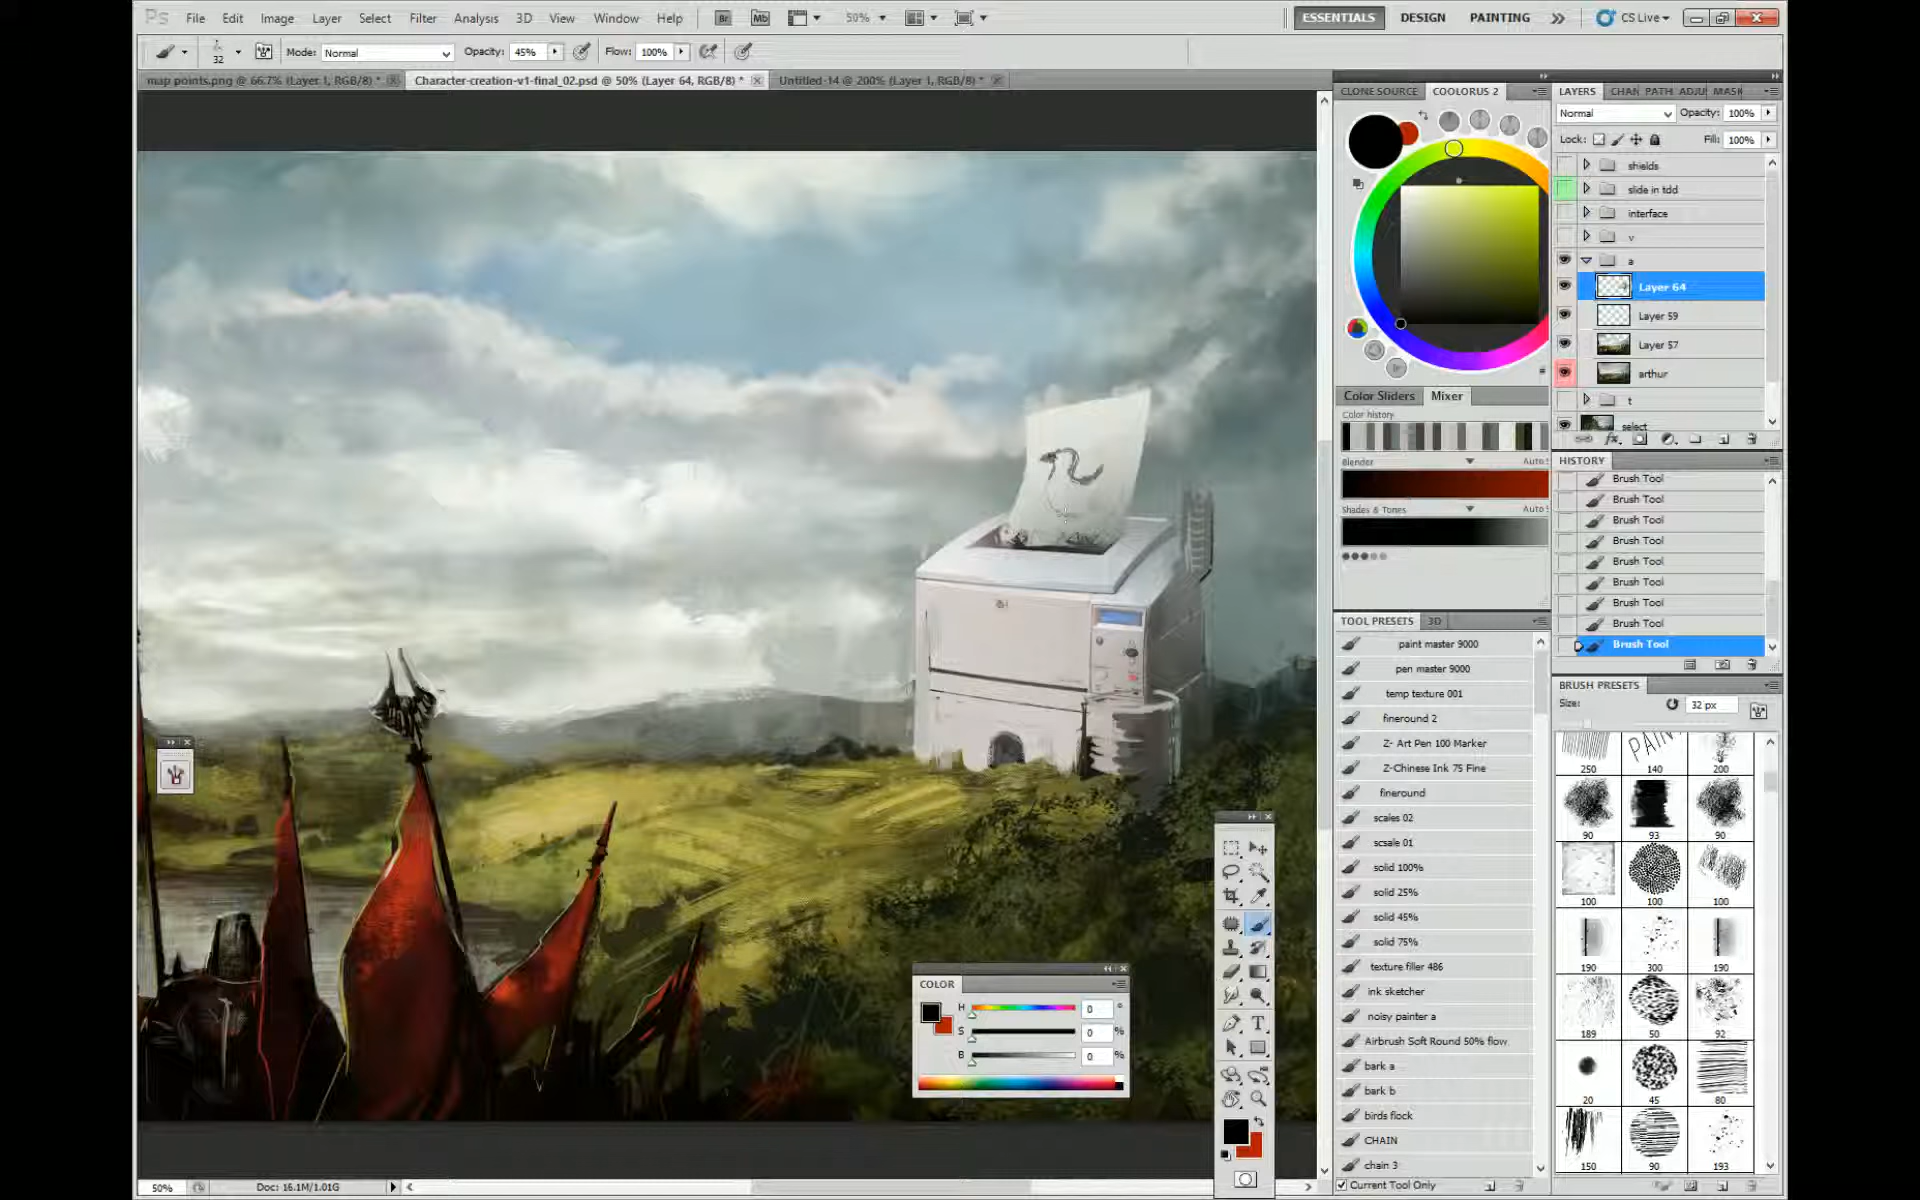 Ps File Edit Image Layer Select Filter Analysis 3D View Window Help Br Mb 50% ESSENTIALS DESIGN PAINTING CS Live
32 Mode: Normal Opacity: 45% Flow: 100%
map points.png @ 66.7% (Layer 1, RGB/8) * Character-creation-v1-final_02.psd @ 50% (Layer 64, RGB/8) * Untitled-14 @ 200% (Layer 1, RGB/8) *
CLONE SOURCE COOLORUS 2
Color Sliders Mixer
Color history
Blender Auto
Shades & Tones Auto
TOOL PRESETS 3D
paint master 9000
pen master 9000
temp texture 001
fineround 2
Z- Art Pen 100 Marker
Z-Chinese Ink 75 Fine
fineround
scales 02
scsale 01
solid 100%
solid 25%
solid 45%
solid 75%
texture filler 486
ink sketcher
noisy painter a
Airbrush Soft Round 50% flow
bark a
bark b
birds flock
CHAIN
chain 3
Current Tool Only
LAYERS CHAN PATH ADJU MASK
Normal Opacity: 100%
Lock: Fill: 100%
shields
slide in tdd
interface
v
a
Layer 64
Layer 59
Layer 57
arthur
t
select
HISTORY
Brush Tool
Brush Tool
Brush Tool
Brush Tool
Brush Tool
Brush Tool
Brush Tool
Brush Tool
Brush Tool
BRUSH PRESETS
Size: 32 px
250 140 200
90 93 90
100 100 100
190 300 190
189 50 92
20 45 80
150 90 193
COLOR
H 0 °
S 0 %
B 0 %
50% Doc: 16.1M/1.01G